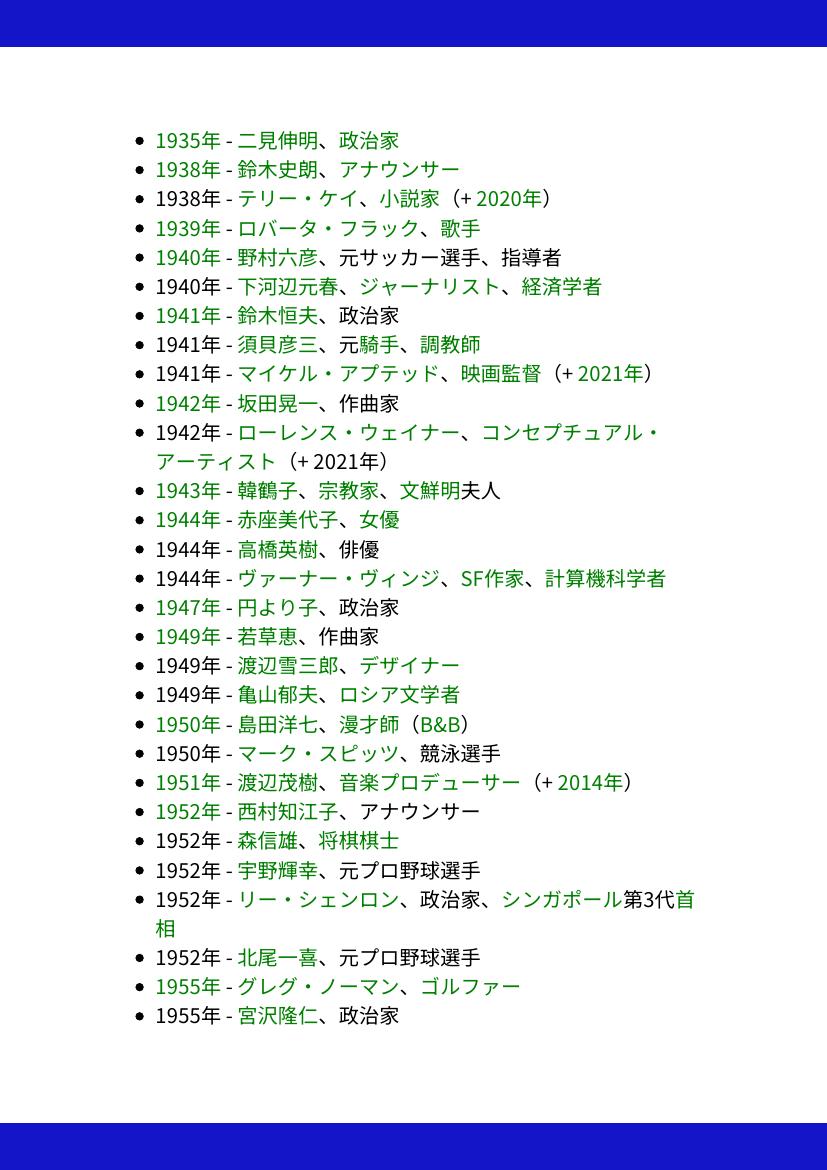 • 1935年 - 二見伸明、政治家
• 1938年 - 鈴木史朗、アナウンサー
• 1938年 - テリー・ケイ、小説家（+ 2020年）
• 1939年 - ロバータ・フラック、歌手
• 1940年 - 野村六彦、元サッカー選手、指導者
• 1940年 - 下河辺元春、ジャーナリスト、経済学者
• 1941年 - 鈴木恒夫、政治家
• 1941年 - 須貝彦三、元騎手、調教師
• 1941年 - マイケル・アプテッド、映画監督（+ 2021年）
• 1942年 - 坂田晃一、作曲家
• 1942年 - ローレンス・ウェイナー、コンセプチュアル・
アーティスト（+ 2021年）
• 1943年 - 韓鶴子、宗教家、文鮮明夫人
• 1944年 - 赤座美代子、女優
• 1944年 - 高橋英樹、俳優
• 1944年 - ヴァーナー・ヴィンジ、SF作家、計算機科学者
• 1947年 - 円より子、政治家
• 1949年 - 若草恵、作曲家
• 1949年 - 渡辺雪三郎、デザイナー
• 1949年 - 亀山郁夫、ロシア文学者
• 1950年 - 島田洋七、漫才師（B&B）
• 1950年 - マーク・スピッツ、競泳選手
• 1951年 - 渡辺茂樹、音楽プロデューサー（+ 2014年）
• 1952年 - 西村知江子、アナウンサー
• 1952年 - 森信雄、将棋棋士
• 1952年 - 宇野輝幸、元プロ野球選手
• 1952年 - リー・シェンロン、政治家、シンガポール第3代首
相
• 1952年 - 北尾一喜、元プロ野球選手
• 1955年 - グレグ・ノーマン、ゴルファー
• 1955年 - 宮沢隆仁、政治家